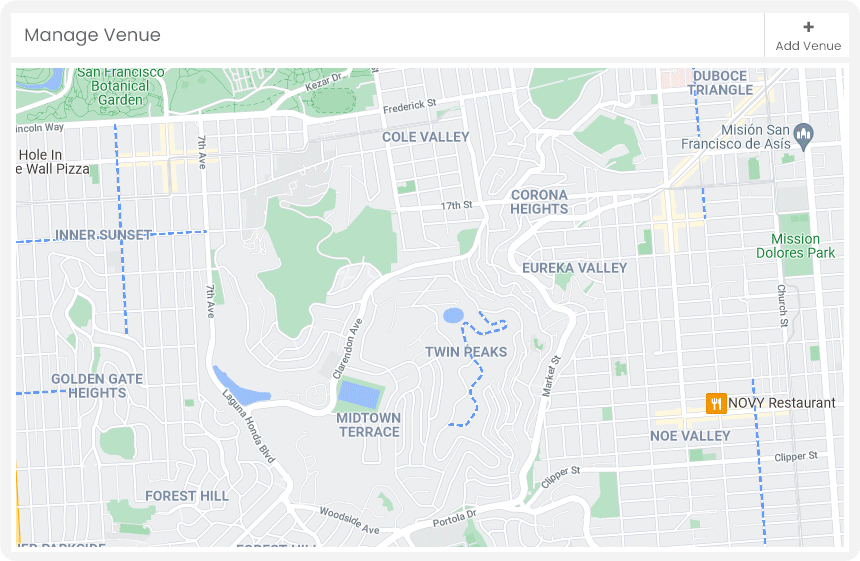 Manage Venue
Add Venue
San Francisco
Botanical
Garden
Kezar Dr
DUBOCE
TRIANGLE
Frederick St
incoln Way
COLE VALLEY
Misión San
Francisco de Asís
7th Ave
Hole In
e Wall Pizza
CORONA
HEIGHTS
17th St
INNER SUNSET
Mission
Dolores Park
EUREKA VALLEY
7th Ave
Church St
Clarendon Ave
TWIN PEAKS
Market St
GOLDEN GATE
HEIGHTS
Laguna Honda Blvd
NOVY Restaurant
MIDTOWN
TERRACE
NOE VALLEY
Clipper St
Clipper St
FOREST HILL
Woodside Ave
Portola Dr
IER PARKSIDE
FOREST HILL